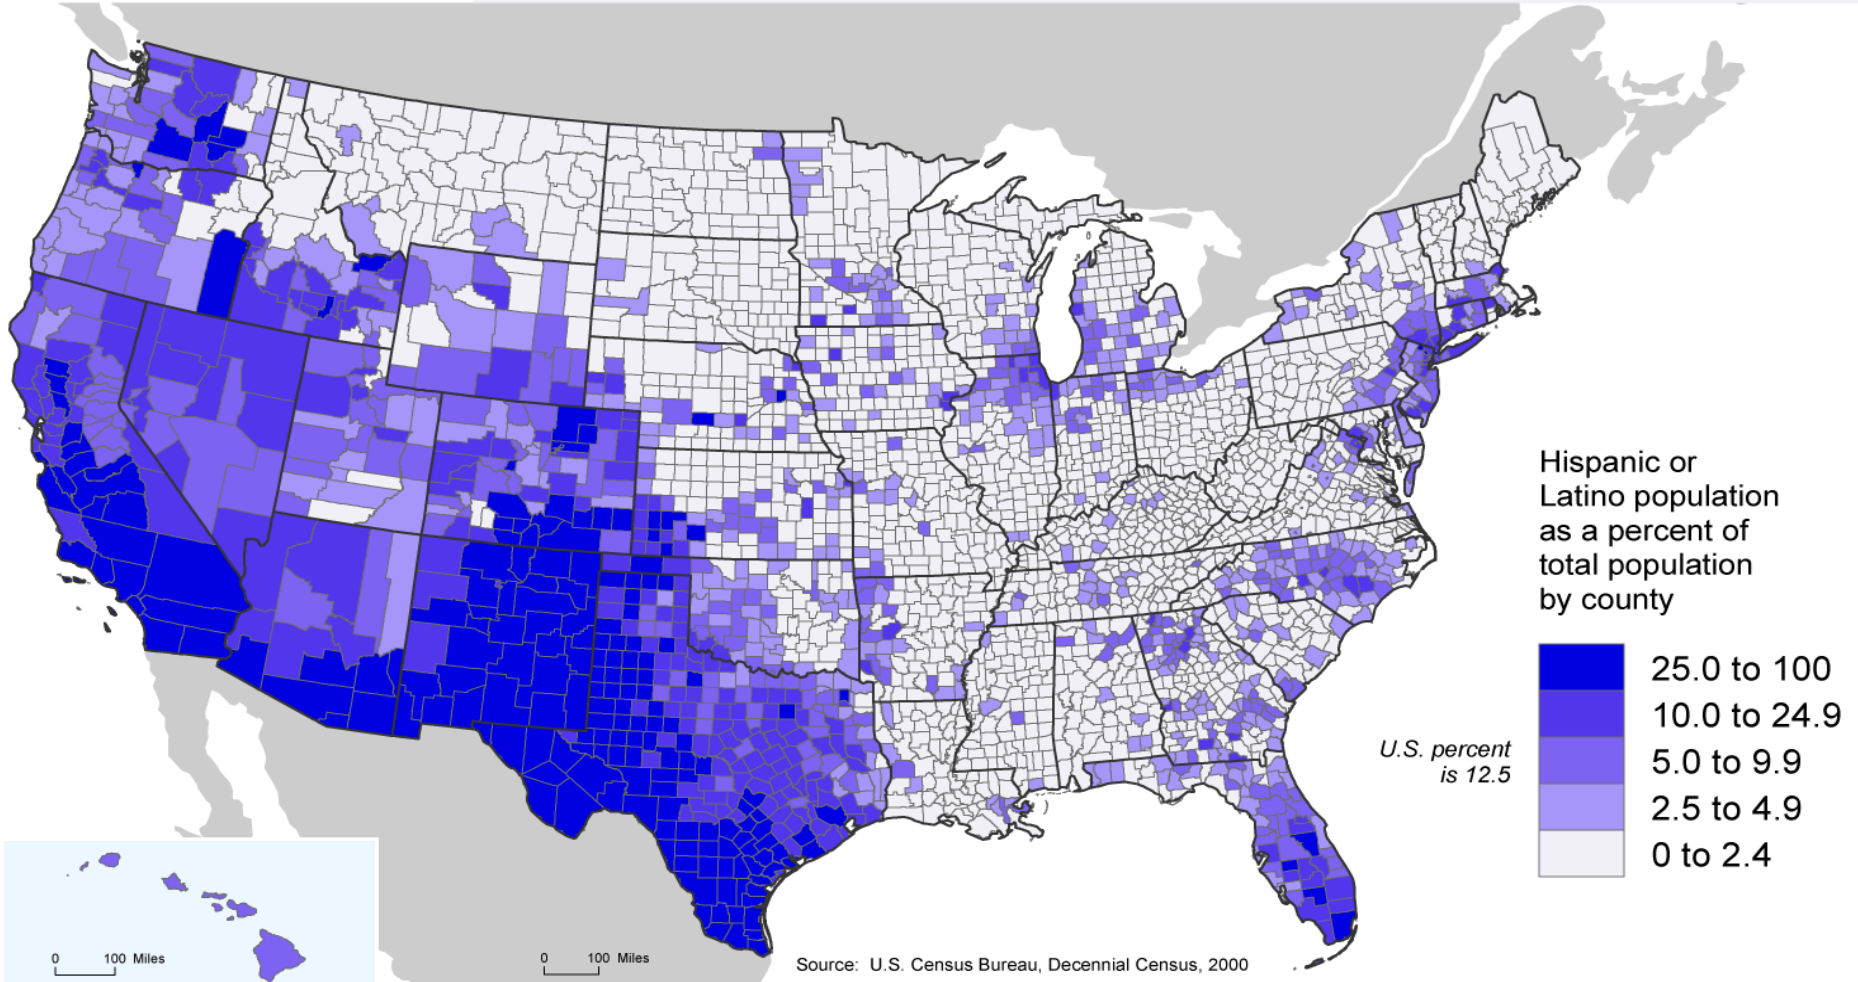 Hispanic or
Latino population
as a percent of
total population
by county
25.0 to 100
10.0 to 24.9
5.0 to 9.9
2.5 to 4.9
0 to 2.4
U.S. percent
is 12.5
0 100 Miles
0 100 Miles
Source: U.S. Census Bureau, Decennial Census, 2000